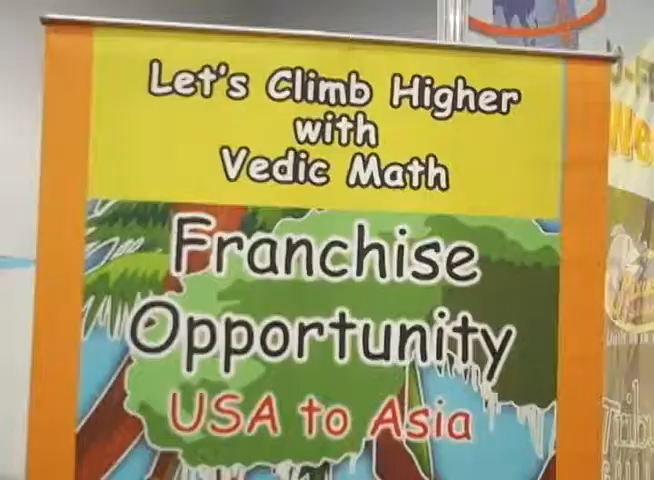 Let's Climb Higher
with
Vedic Math
Franchise
Opportunity
USA to Asia